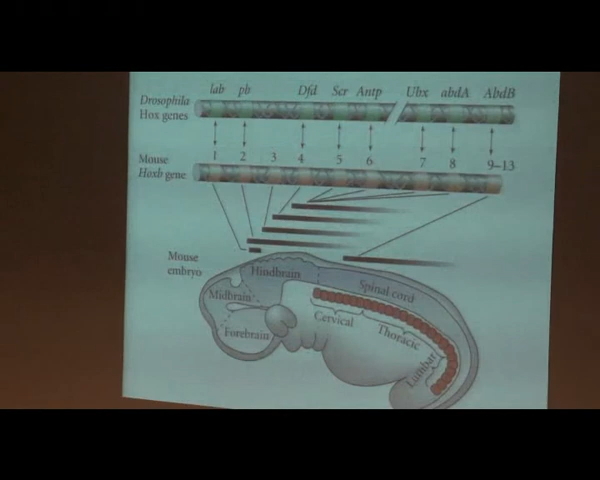 lab pb Dfd Scr Antp Ubx abdA AbdB
Drosophila
Hox genes
1 2 3 4 5 6 7 8 9–13
Mouse
Hoxb gene
Mouse
embryo
Hindbrain
Spinal cord
Midbrain
Cervical
Thoracic
Forebrain
Lumbar